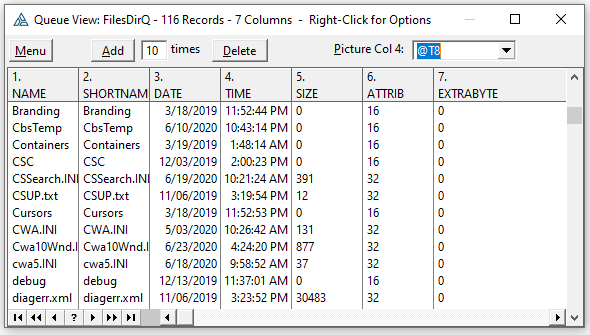 Queue View: FilesDirQ - 116 Records - 7 Columns - Right-Click for Options
Menu Add 10 times Delete Picture Col 4: @T8
1. 2. 3. 4. 5. 6. 7.
NAME SHORTNAM DATE TIME SIZE ATTRIB EXTRABYTE
Branding Branding 3/18/2019 11:52:44 PM 0 16 0
CbsTemp CbsTemp 6/10/2020 10:43:14 PM 0 16 0
Containers Containers 3/19/2019 1:48:14 AM 0 16 0
CSC CSC 12/03/2019 2:00:23 PM 0 16 0
CSSearch.INI CSSearch.INI 6/19/2020 10:21:24 AM 391 32 0
CSUP.txt CSUP.txt 11/06/2019 3:19:54 PM 12 32 0
Cursors Cursors 3/18/2019 11:52:53 PM 0 16 0
CWA.INI CWA.INI 5/03/2020 10:26:42 AM 131 32 0
Cwa10Wnd.I Cwa10Wnd.I 6/23/2020 4:24:20 PM 877 32 0
cwa5.INI cwa5.INI 6/18/2020 9:58:52 AM 37 32 0
debug debug 12/13/2019 11:37:01 AM 0 16 0
diagerr.xml diagerr.xml 11/06/2019 3:23:52 PM 30483 32 0
?